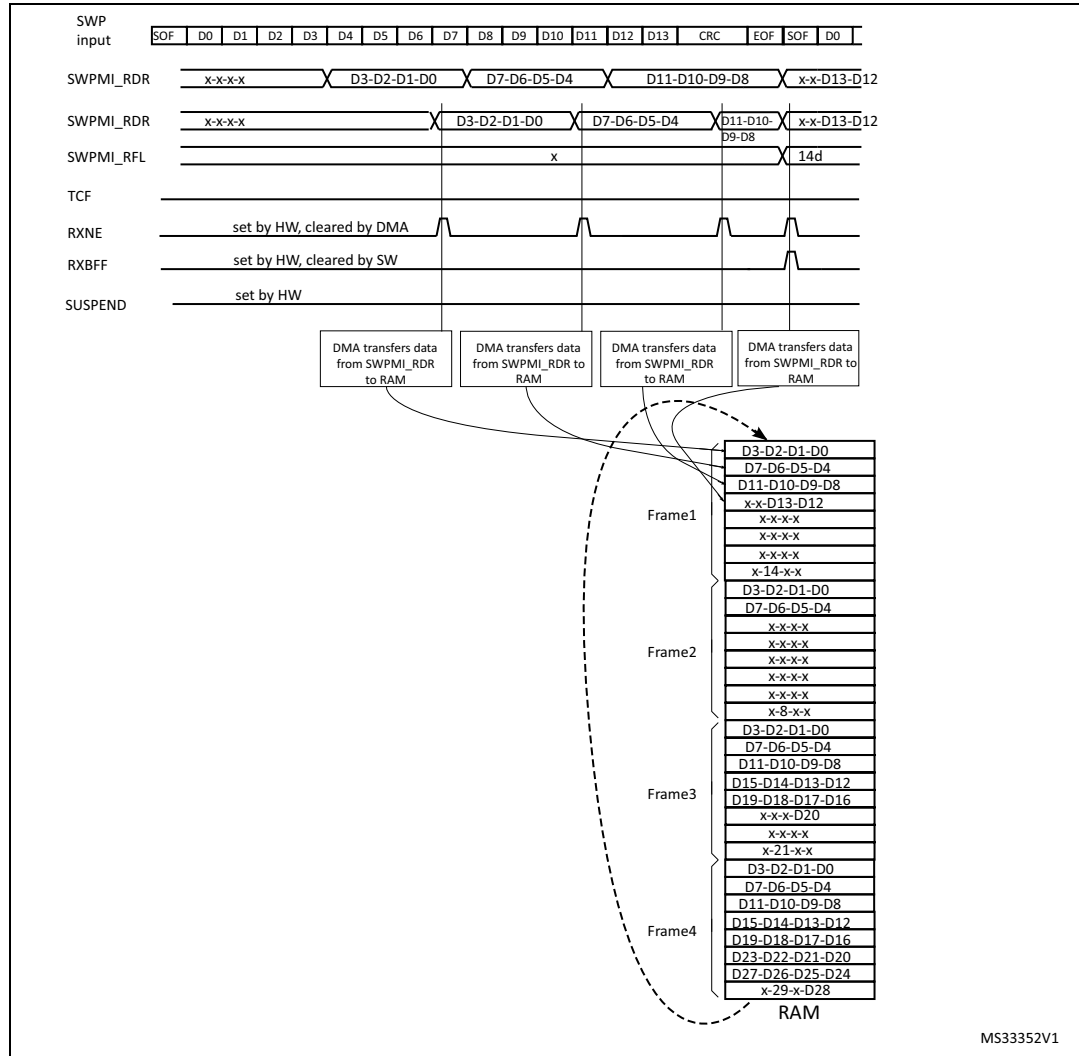 SWP input
SOF D0 D1 D2 D3 D4 D5 D6 D7 D8 D9 D10 D11 D12 D13 CRC EOF SOF D0
SWPMI_RDR x-x-x-x D3-D2-D1-D0 D7-D6-D5-D4 D11-D10-D9-D8 x-x-D13-D12
SWPMI_RDR x-x-x-x D3-D2-D1-D0 D7-D6-D5-D4 D11-D10-D9-D8 x-x-D13-D12
SWPMI_RFL x 14d
TCF
RXNE set by HW, cleared by DMA
RXBFF set by HW, cleared by SW
SUSPEND set by HW
DMA transfers data
from SWPMI_RDR
to RAM
DMA transfers data
from SWPMI_RDR to
RAM
DMA transfers data
from SWPMI_RDR
to RAM
DMA transfers data
from SWPMI_RDR to
RAM
Frame1
D3-D2-D1-D0
D7-D6-D5-D4
D11-D10-D9-D8
x-x-D13-D12
x-x-x-x
x-x-x-x
x-x-x-x
x-14-x-x
Frame2
D3-D2-D1-D0
D7-D6-D5-D4
x-x-x-x
x-x-x-x
x-x-x-x
x-x-x-x
x-x-x-x
x-8-x-x
Frame3
D3-D2-D1-D0
D7-D6-D5-D4
D11-D10-D9-D8
D15-D14-D13-D12
D19-D18-D17-D16
x-x-x-D20
x-x-x-x
x-21-x-x
Frame4
D3-D2-D1-D0
D7-D6-D5-D4
D11-D10-D9-D8
D15-D14-D13-D12
D19-D18-D17-D16
D23-D22-D21-D20
D27-D26-D25-D24
x-29-x-D28
RAM
MS33352V1